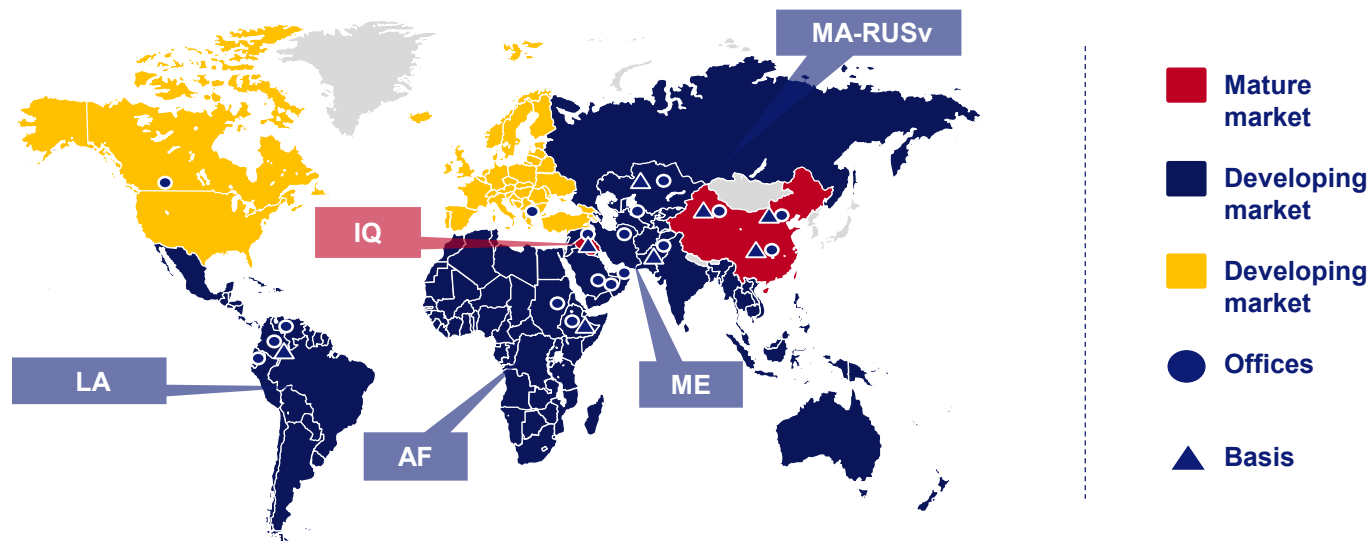 MA-RUSv
IQ
LA
AF
ME
Mature
market
Developing
market
Developing
market
Offices
Basis